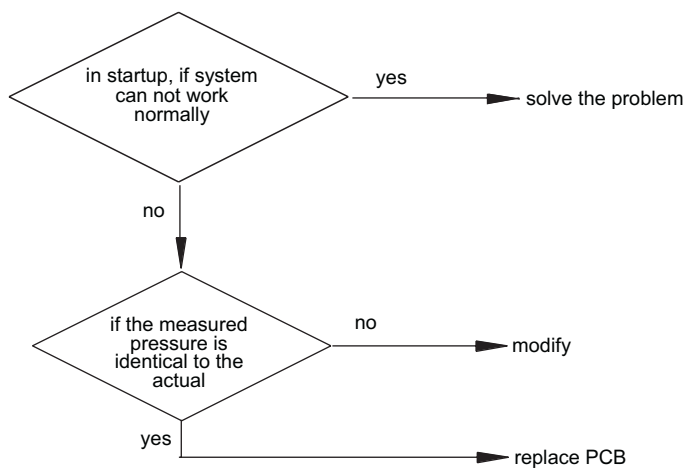 in startup, if system
can not work
normally
yes
solve the problem
no
if the measured
pressure is
identical to the
actual
no
modify
yes
replace PCB